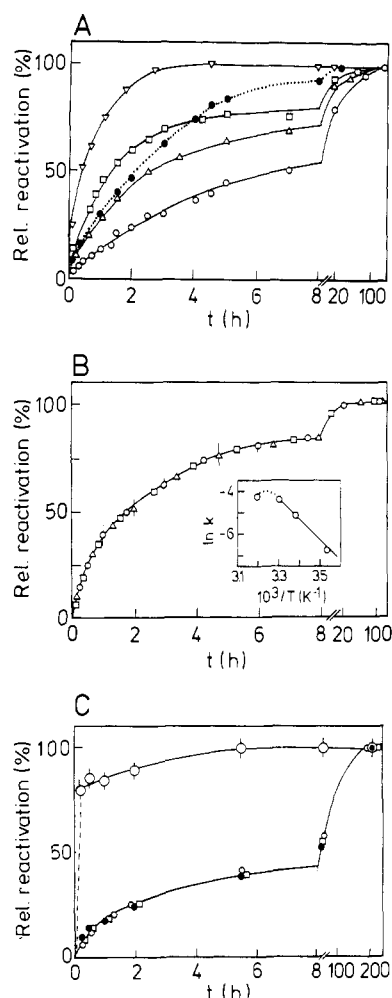 A
Rel. reactivation (%)
100
50
0
0 2 4 6 8 20 100
t (h)
B
Rel. reactivation (%)
100
50
0
ln k
-4
-6
31 33 35
10³/T (K⁻¹)
0 2 4 6 8 20 100
t (h)
C
Rel. reactivation (%)
100
50
0
0 2 4 6 8 100 200
t (h)